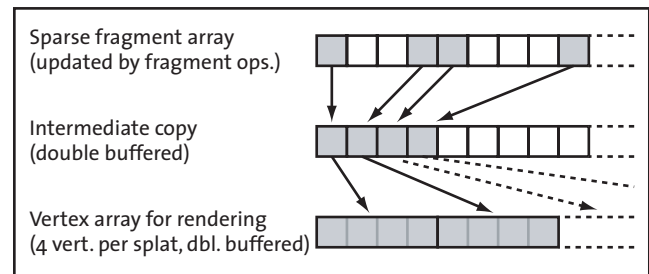 Sparse fragment array
(updated by fragment ops.)
Intermediate copy
(double buffered)
Vertex array for rendering
(4 vert. per splat, dbl. buffered)